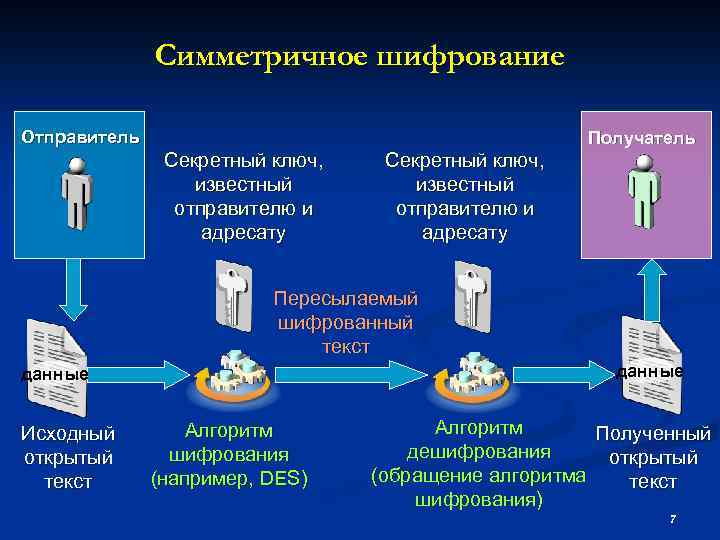 Симметричное шифрование
Отправитель
Получатель
Секретный ключ,
известный
отправителю и
адресату
Секретный ключ,
известный
отправителю и
адресату
Пересылаемый
шифрованный
текст
данные
данные
Исходный
открытый
текст
Алгоритм
шифрования
(например, DES)
Алгоритм
дешифрования
(обращение алгоритма
шифрования)
Полученный
открытый
текст
7